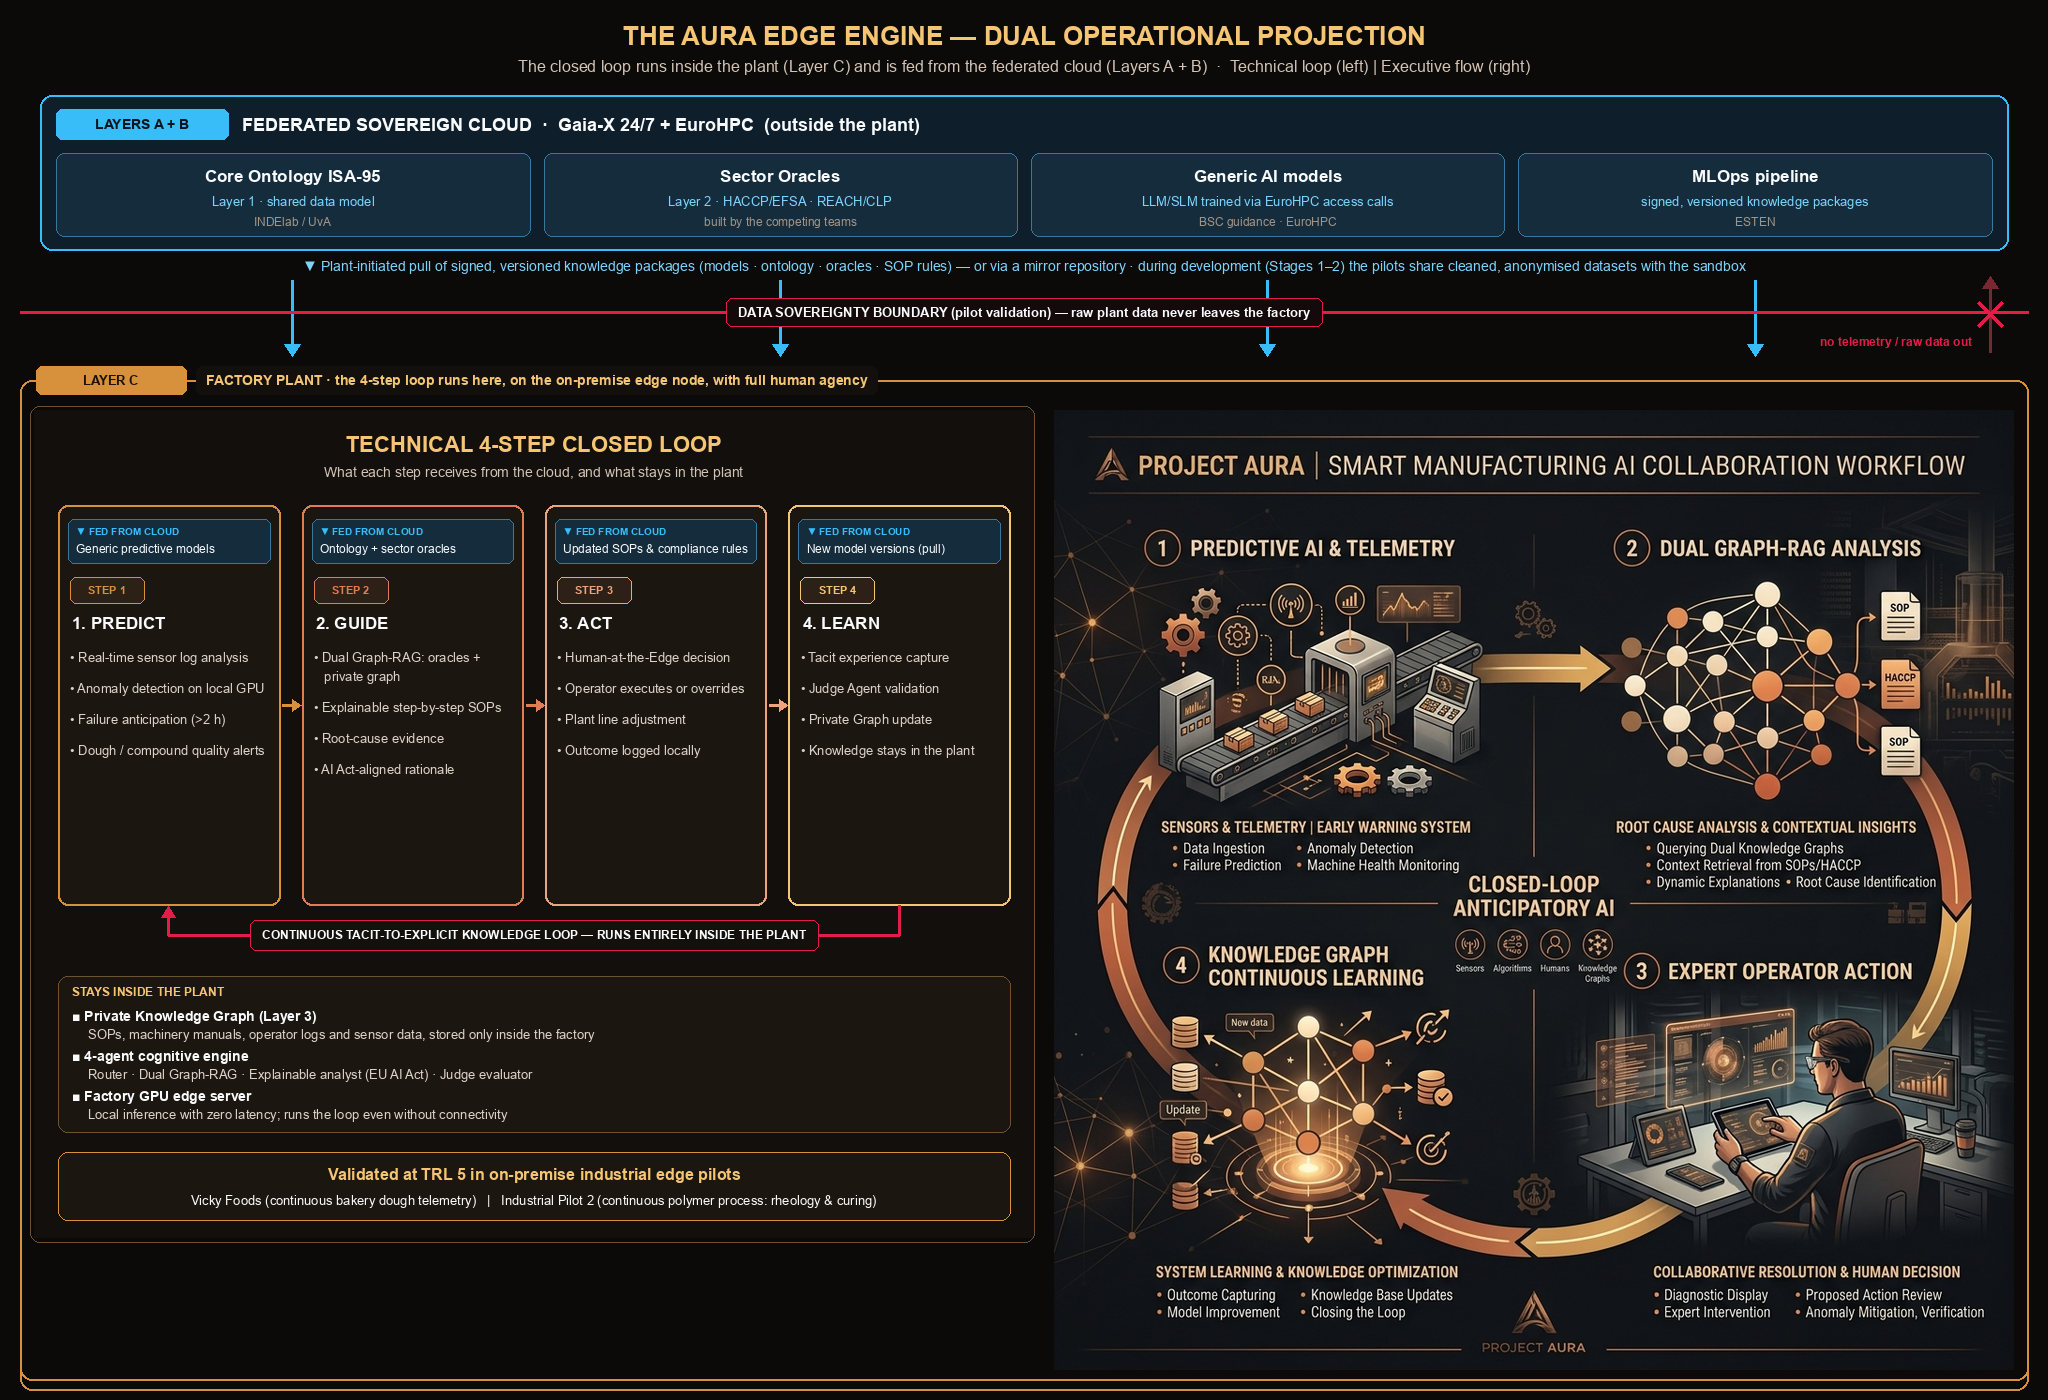 THE AURA EDGE ENGINE — DUAL OPERATIONAL PROJECTION
The closed loop runs inside the plant (Layer C) and is fed from the federated cloud (Layers A + B) · Technical loop (left) | Executive flow (right)
LAYERS A + B
FEDERATED SOVEREIGN CLOUD · Gaia-X 24/7 + EuroHPC (outside the plant)
Core Ontology ISA-95
Layer 1 · shared data model
INDElab / UvA
Sector Oracles
Layer 2 · HACCP/EFSA · REACH/CLP
built by the competing teams
Generic AI models
LLM/SLM trained via EuroHPC access calls
BSC guidance · EuroHPC
MLOps pipeline
signed, versioned knowledge packages
ESTEN
▼ Plant-initiated pull of signed, versioned knowledge packages (models · ontology · oracles · SOP rules) — or via a mirror repository · during development (Stages 1–2) the pilots share cleaned, anonymised datasets with the sandbox
DATA SOVEREIGNTY BOUNDARY (pilot validation) — raw plant data never leaves the factory
no telemetry / raw data out
LAYER C
FACTORY PLANT · the 4-step loop runs here, on the on-premise edge node, with full human agency
TECHNICAL 4-STEP CLOSED LOOP
What each step receives from the cloud, and what stays in the plant
▼ FED FROM CLOUD
Generic predictive models
STEP 1
1. PREDICT
• Real-time sensor log analysis
• Anomaly detection on local GPU
• Failure anticipation (>2 h)
• Dough / compound quality alerts
▼ FED FROM CLOUD
Ontology + sector oracles
STEP 2
2. GUIDE
• Dual Graph-RAG: oracles +
private graph
• Explainable step-by-step SOPs
• Root-cause evidence
• AI Act-aligned rationale
▼ FED FROM CLOUD
Updated SOPs & compliance rules
STEP 3
3. ACT
• Human-at-the-Edge decision
• Operator executes or overrides
• Plant line adjustment
• Outcome logged locally
▼ FED FROM CLOUD
New model versions (pull)
STEP 4
4. LEARN
• Tacit experience capture
• Judge Agent validation
• Private Graph update
• Knowledge stays in the plant
CONTINUOUS TACIT-TO-EXPLICIT KNOWLEDGE LOOP — RUNS ENTIRELY INSIDE THE PLANT
STAYS INSIDE THE PLANT
■ Private Knowledge Graph (Layer 3)
SOPs, machinery manuals, operator logs and sensor data, stored only inside the factory
■ 4-agent cognitive engine
Router · Dual Graph-RAG · Explainable analyst (EU AI Act) · Judge evaluator
■ Factory GPU edge server
Local inference with zero latency; runs the loop even without connectivity
Validated at TRL 5 in on-premise industrial edge pilots
Vicky Foods (continuous bakery dough telemetry) | Industrial Pilot 2 (continuous polymer process: rheology & curing)
PROJECT AURA | SMART MANUFACTURING AI COLLABORATION WORKFLOW
1 PREDICTIVE AI & TELEMETRY
SENSORS & TELEMETRY | EARLY WARNING SYSTEM
• Data Ingestion
• Anomaly Detection
• Failure Prediction
• Machine Health Monitoring
2 DUAL GRAPH-RAG ANALYSIS
SOP
HACCP
SOP
ROOT CAUSE ANALYSIS & CONTEXTUAL INSIGHTS
• Querying Dual Knowledge Graphs
• Context Retrieval from SOPs/HACCP
• Dynamic Explanations • Root Cause Identification
CLOSED-LOOP
ANTICIPATORY AI
Sensors
Algorithms
Humans
Knowledge
Graphs
4 KNOWLEDGE GRAPH
CONTINUOUS LEARNING
New data
Update
SYSTEM LEARNING & KNOWLEDGE OPTIMIZATION
• Outcome Capturing
• Knowledge Base Updates
• Model Improvement
• Closing the Loop
3 EXPERT OPERATOR ACTION
COLLABORATIVE RESOLUTION & HUMAN DECISION
• Diagnostic Display
• Proposed Action Review
• Expert Intervention
• Anomaly Mitigation, Verification
PROJECT AURA